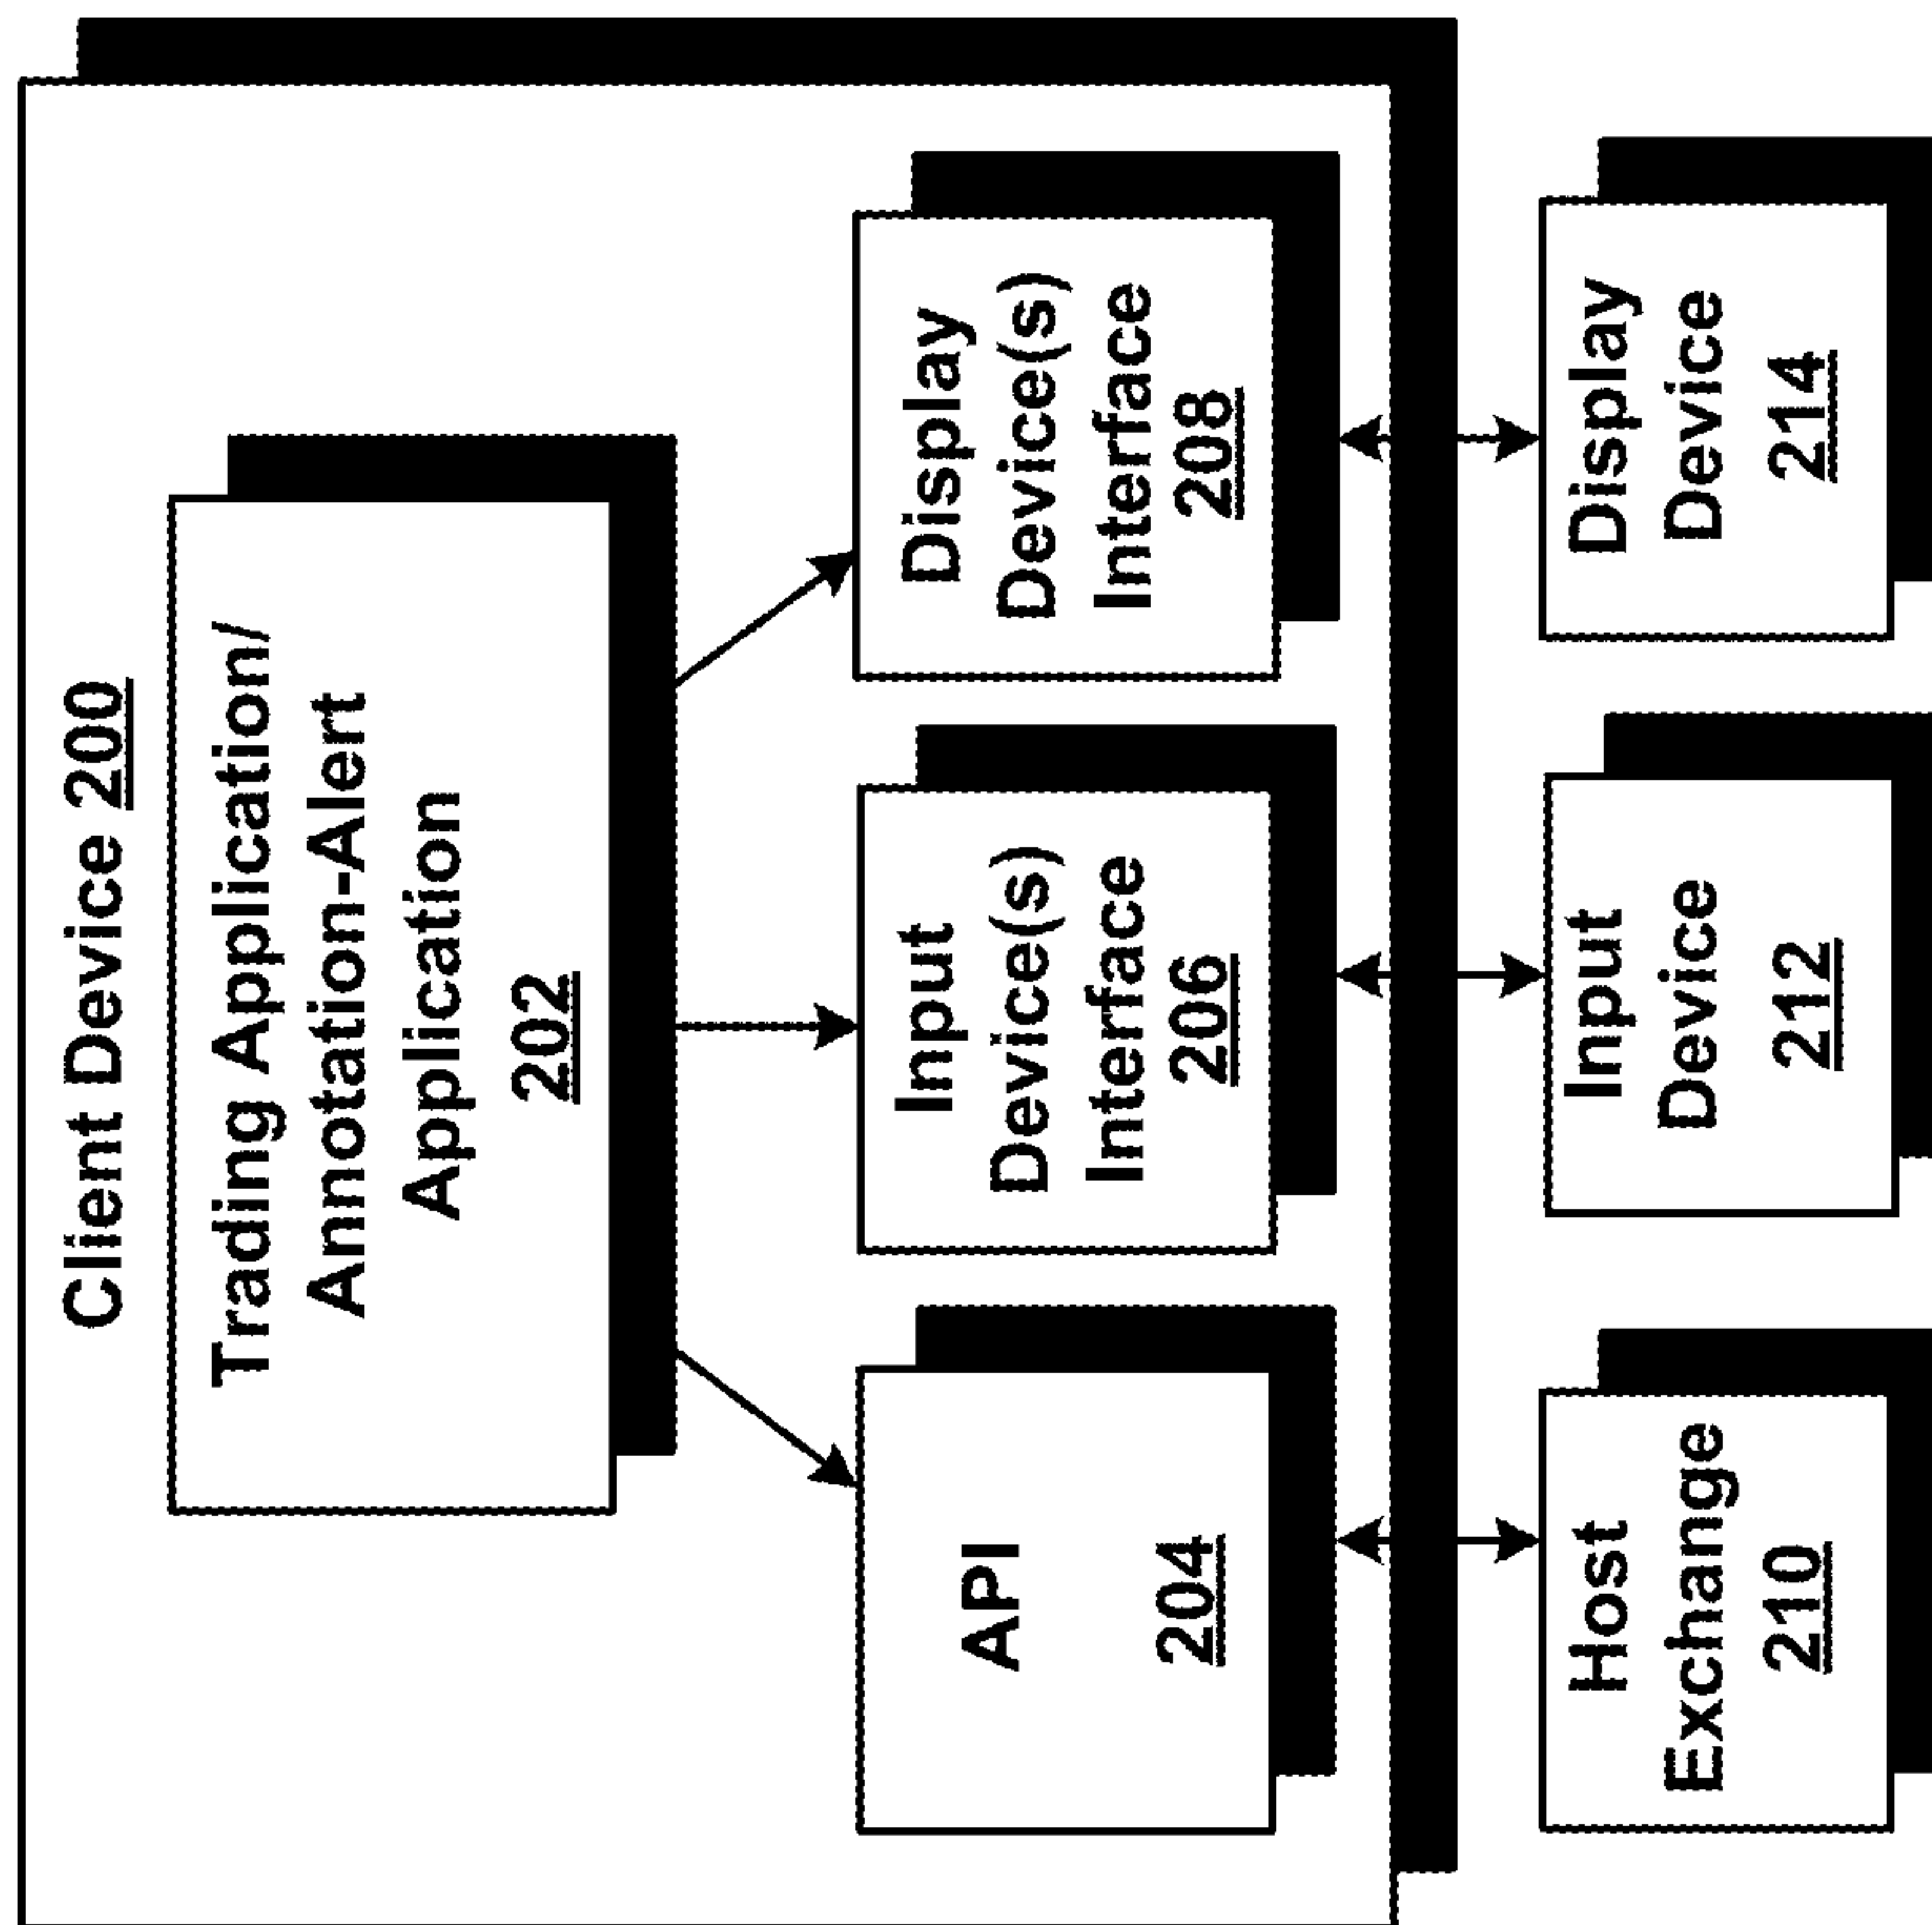 Client Device 200
Trading Application/
Annotation-Alert
Application
202
API
204
Input
Device(s)
Interface
206
Display
Device(s)
Interface
208
Host
Exchange
210
Input
Device
212
Display
Device
214